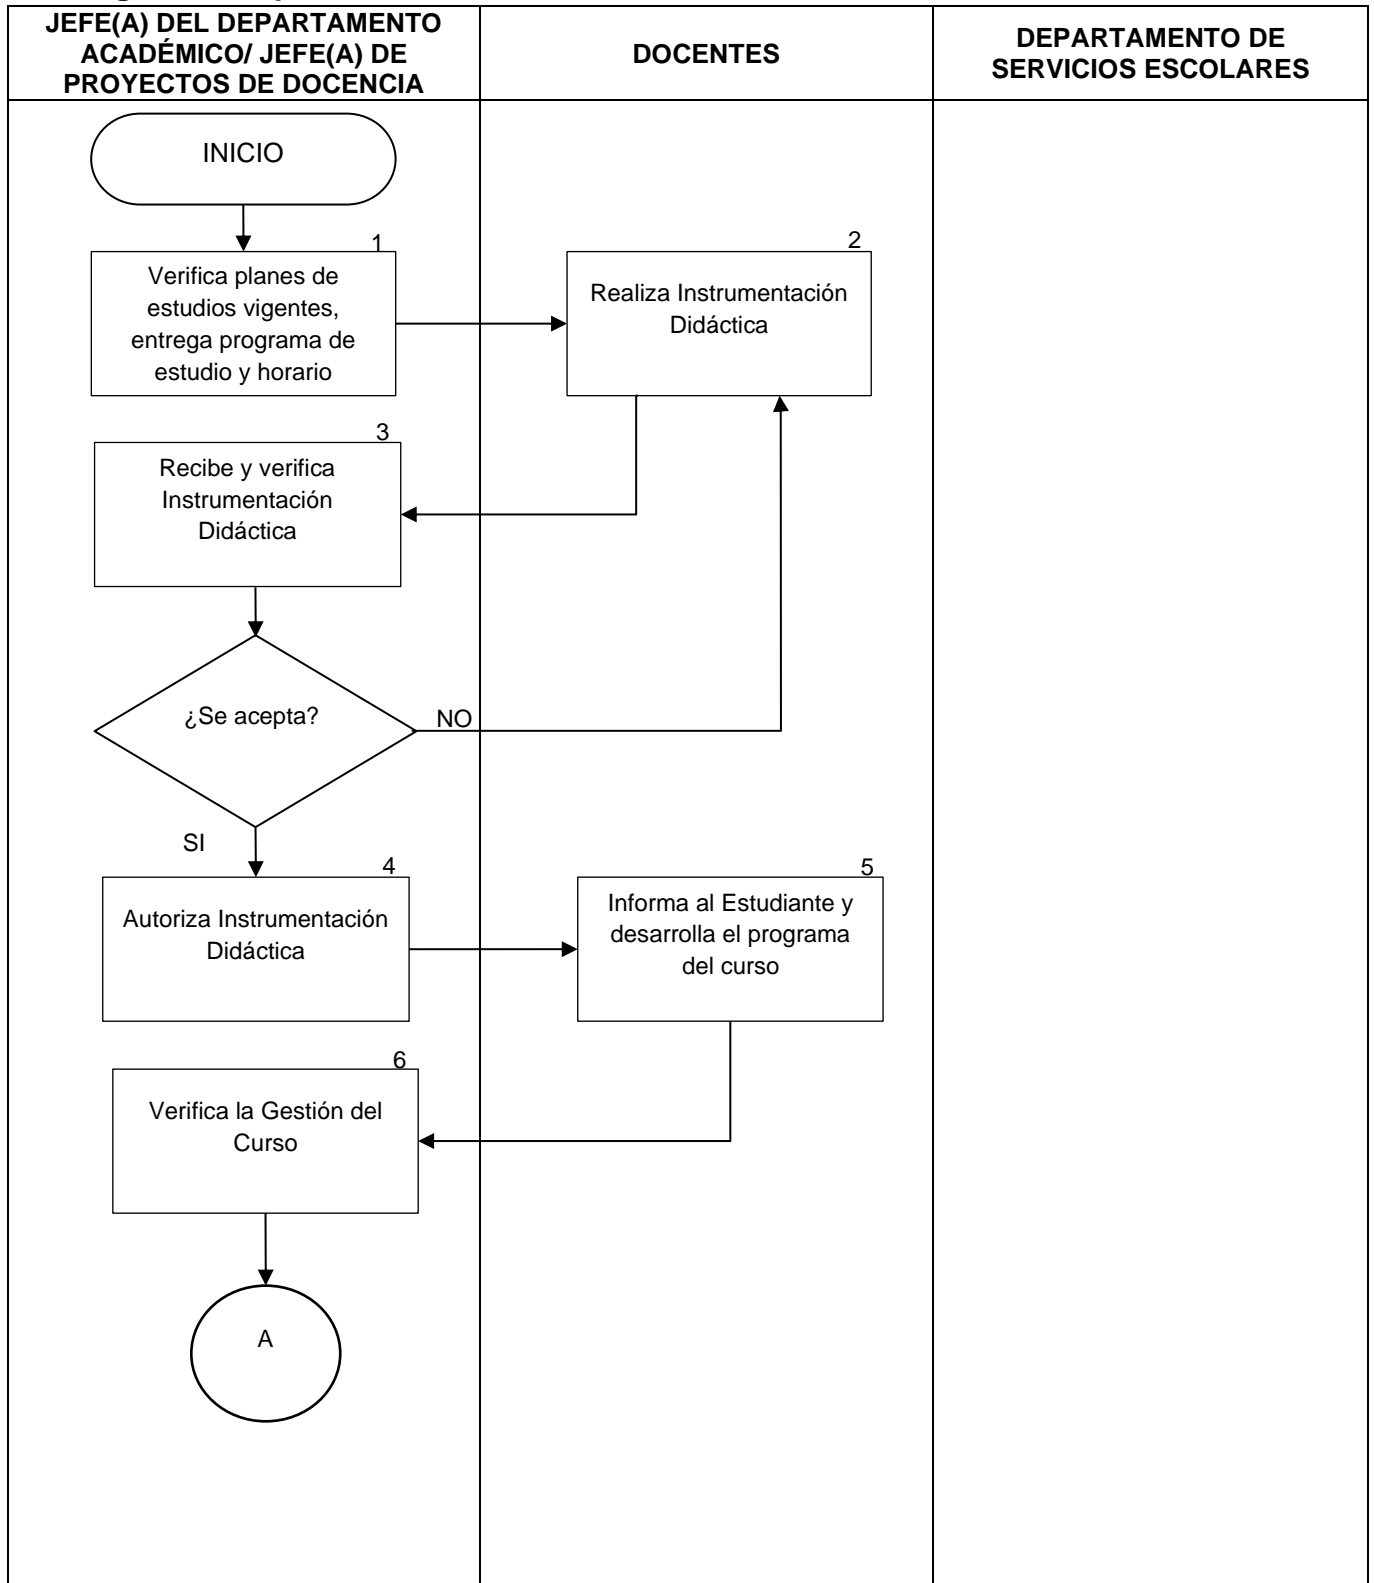 JEFE(A) DEL DEPARTAMENTO
ACADÉMICO/ JEFE(A) DE
PROYECTOS DE DOCENCIA
DOCENTES
DEPARTAMENTO DE
SERVICIOS ESCOLARES
INICIO
1
Verifica planes de
estudios vigentes,
entrega programa de
estudio y horario
2
Realiza Instrumentación
Didáctica
3
Recibe y verifica
Instrumentación
Didáctica
¿Se acepta?
NO
SI
4
Autoriza Instrumentación
Didáctica
5
Informa al Estudiante y
desarrolla el programa
del curso
6
Verifica la Gestión del
Curso
A